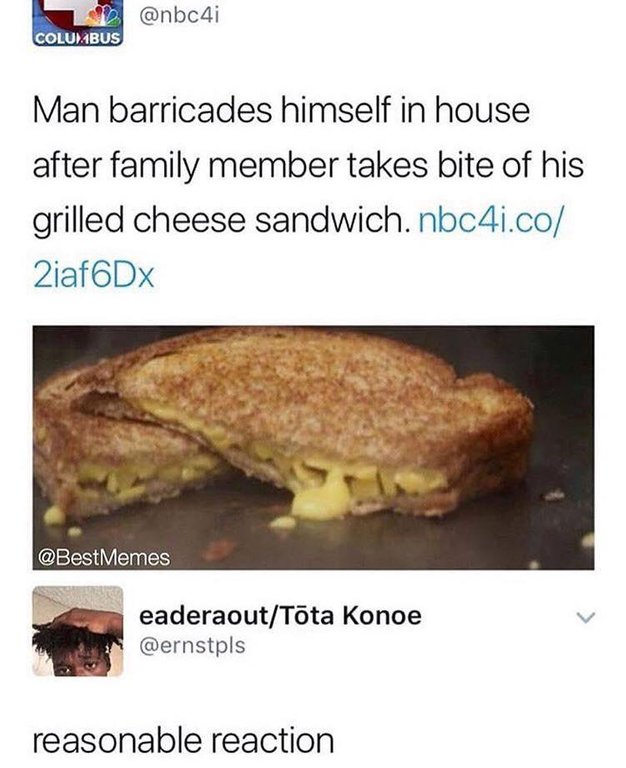 @nbc4i
COLUMBUS
Man barricades himself in house
after family member takes bite of his
grilled cheese sandwich. nbc4i.co/
2iaf6Dx
@BestMemes
eaderaout/Tōta Konoe
@ernstpls
reasonable reaction